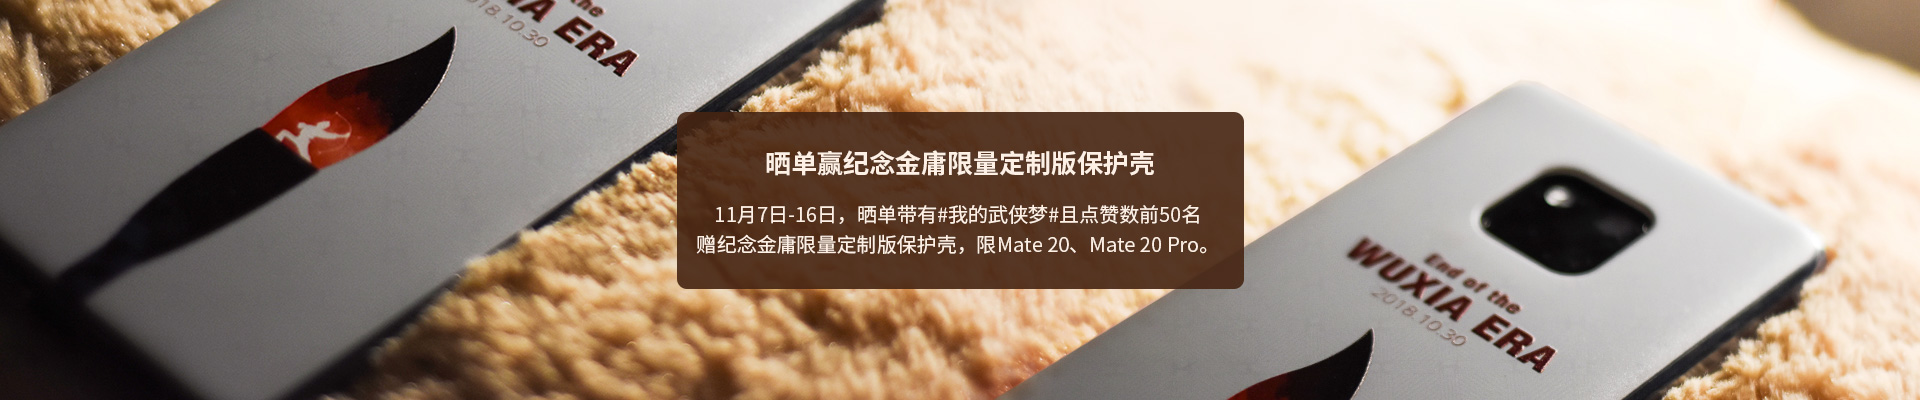 the
IA ERA
2018.10.30
晒单赢纪念金庸限量定制版保护壳
11月7日-16日，晒单带有#我的武侠梦#且点赞数前50名
赠纪念金庸限量定制版保护壳，限Mate 20、Mate 20 Pro。
End of the
WUXIA ERA
2018.10.30